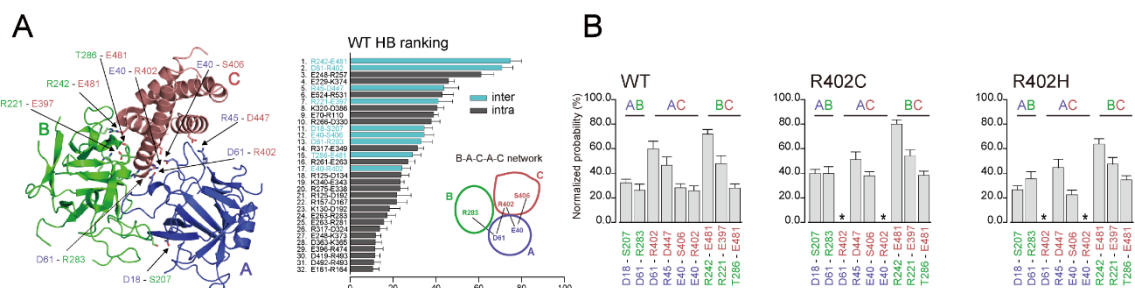 A
T286 - E481
R242 -
E481
R221 -
E397
E40 -
R402
E40 - S406
C
R45 - D447
D61 -
R402
B
D61 -
R283
D18 - S207
A
WT HB ranking
1. R242-E481
2. D61-R402
3. E248-R257
4. E229-K374
5. R45-D447
6. E524-R531
7. R221-E397
8. K320-D386
9. E70-R110
10. R266-D330
11. D18-S207
12. E40-S406
13. D61-R283
14. R317-E349
15. T286-E481
16. R261-E263
17. E40-R402
18. R125-D134
19. K340-E343
20. R275-E338
21. R125-D192
22. R157-D167
23. K130-D192
24. E263-R283
25. E263-R281
26. R317-D324
27. E248-K373
28. D363-K365
29. E396-R474
30. D419-R493
31. D492-R493
32. E161-R164
inter
intra
B-A-C-A-C network
B
C
A
R283
S406
R402
D61
E40
0 20 40 60 80 100
B
Normalized probability (%)
WT
AB AC BC
100.0
80.0
60.0
40.0
20.0
0.0
D18 - S207
D61 - R283
D61 - R402
R45 - D447
E40 - S406
E40 - R402
R242 - E481
R221 - E397
T286 - E481
R402C
AB AC BC
100.0
80.0
60.0
40.0
20.0
0.0
* *
D18 - S207
D61 - R283
D61 - R402
R45 - D447
E40 - S406
E40 - R402
R242 - E481
R221 - E397
T286 - E481
R402H
AB AC BC
100.0
80.0
60.0
40.0
20.0
0.0
* *
D18 - S207
D61 - R283
D61 - R402
R45 - D447
E40 - S406
E40 - R402
R242 - E481
R221 - E397
T286 - E481